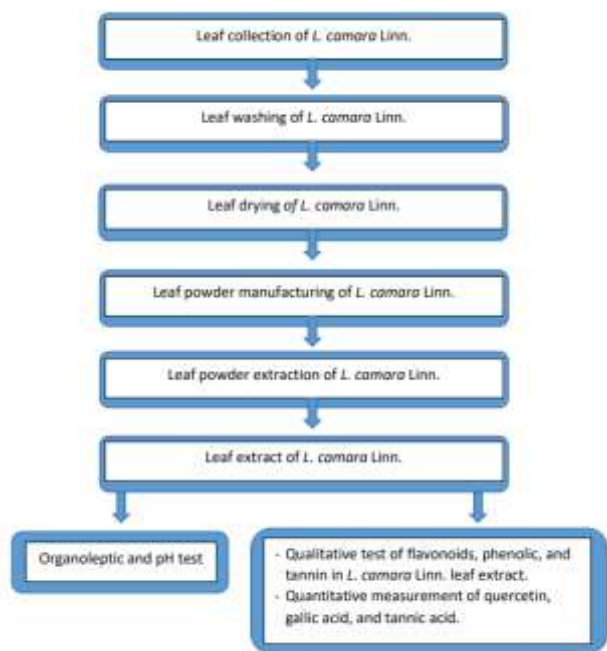 Leaf collection of L. camara Linn.
Leaf washing of L. camara Linn.
Leaf drying of L. camara Linn.
Leaf powder manufacturing of L. camara Linn.
Leaf powder extraction of L. camara Linn.
Leaf extract of L. camara Linn.
Organoleptic and pH test
- Qualitative test of flavonoids, phenolic, and
tannin in L. camara Linn. leaf extract.
- Quantitative measurement of quercetin,
gallic acid, and tannic acid.